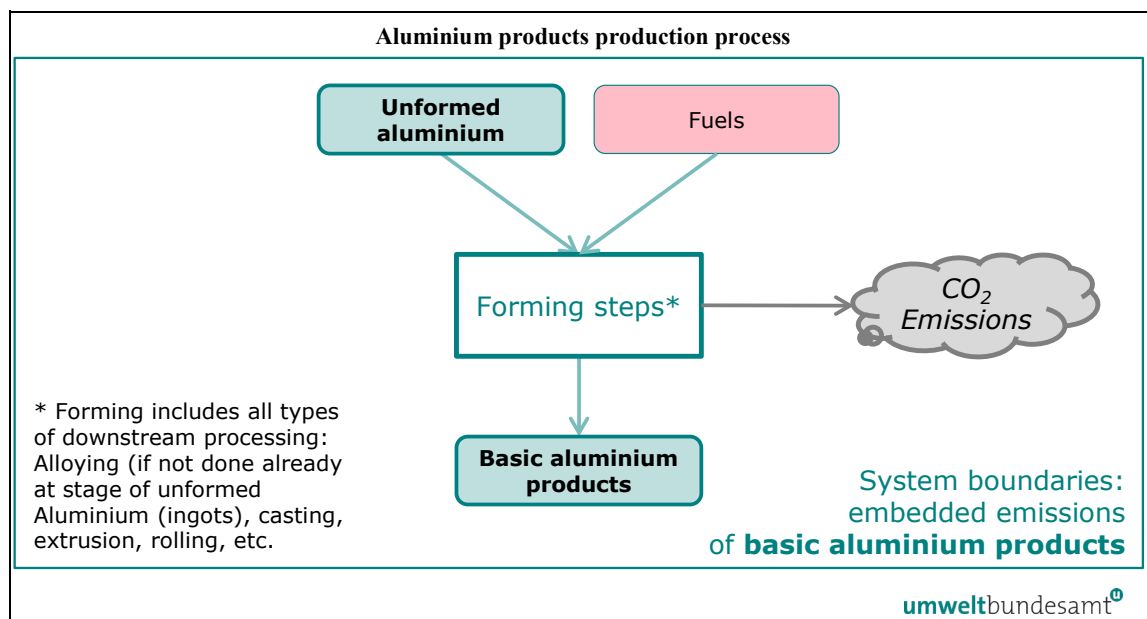 Aluminium products production process
Unformed
aluminium
Fuels
Forming steps*
CO2
Emissions
* Forming includes all types
of downstream processing:
Alloying (if not done already
at stage of unformed
Aluminium (ingots), casting,
extrusion, rolling, etc.
Basic aluminium
products
System boundaries:
embedded emissions
of basic aluminium products
umweltbundesamt u